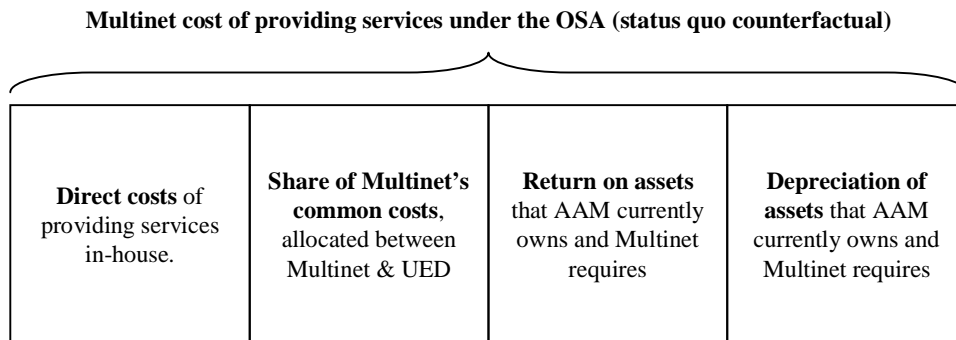 Multinet cost of providing services under the OSA (status quo counterfactual)
Direct costs of
providing services
in-house.
Share of Multinet's
common costs,
allocated between
Multinet & UED
Return on assets
that AAM currently
owns and Multinet
requires
Depreciation of
assets that AAM
currently owns and
Multinet requires